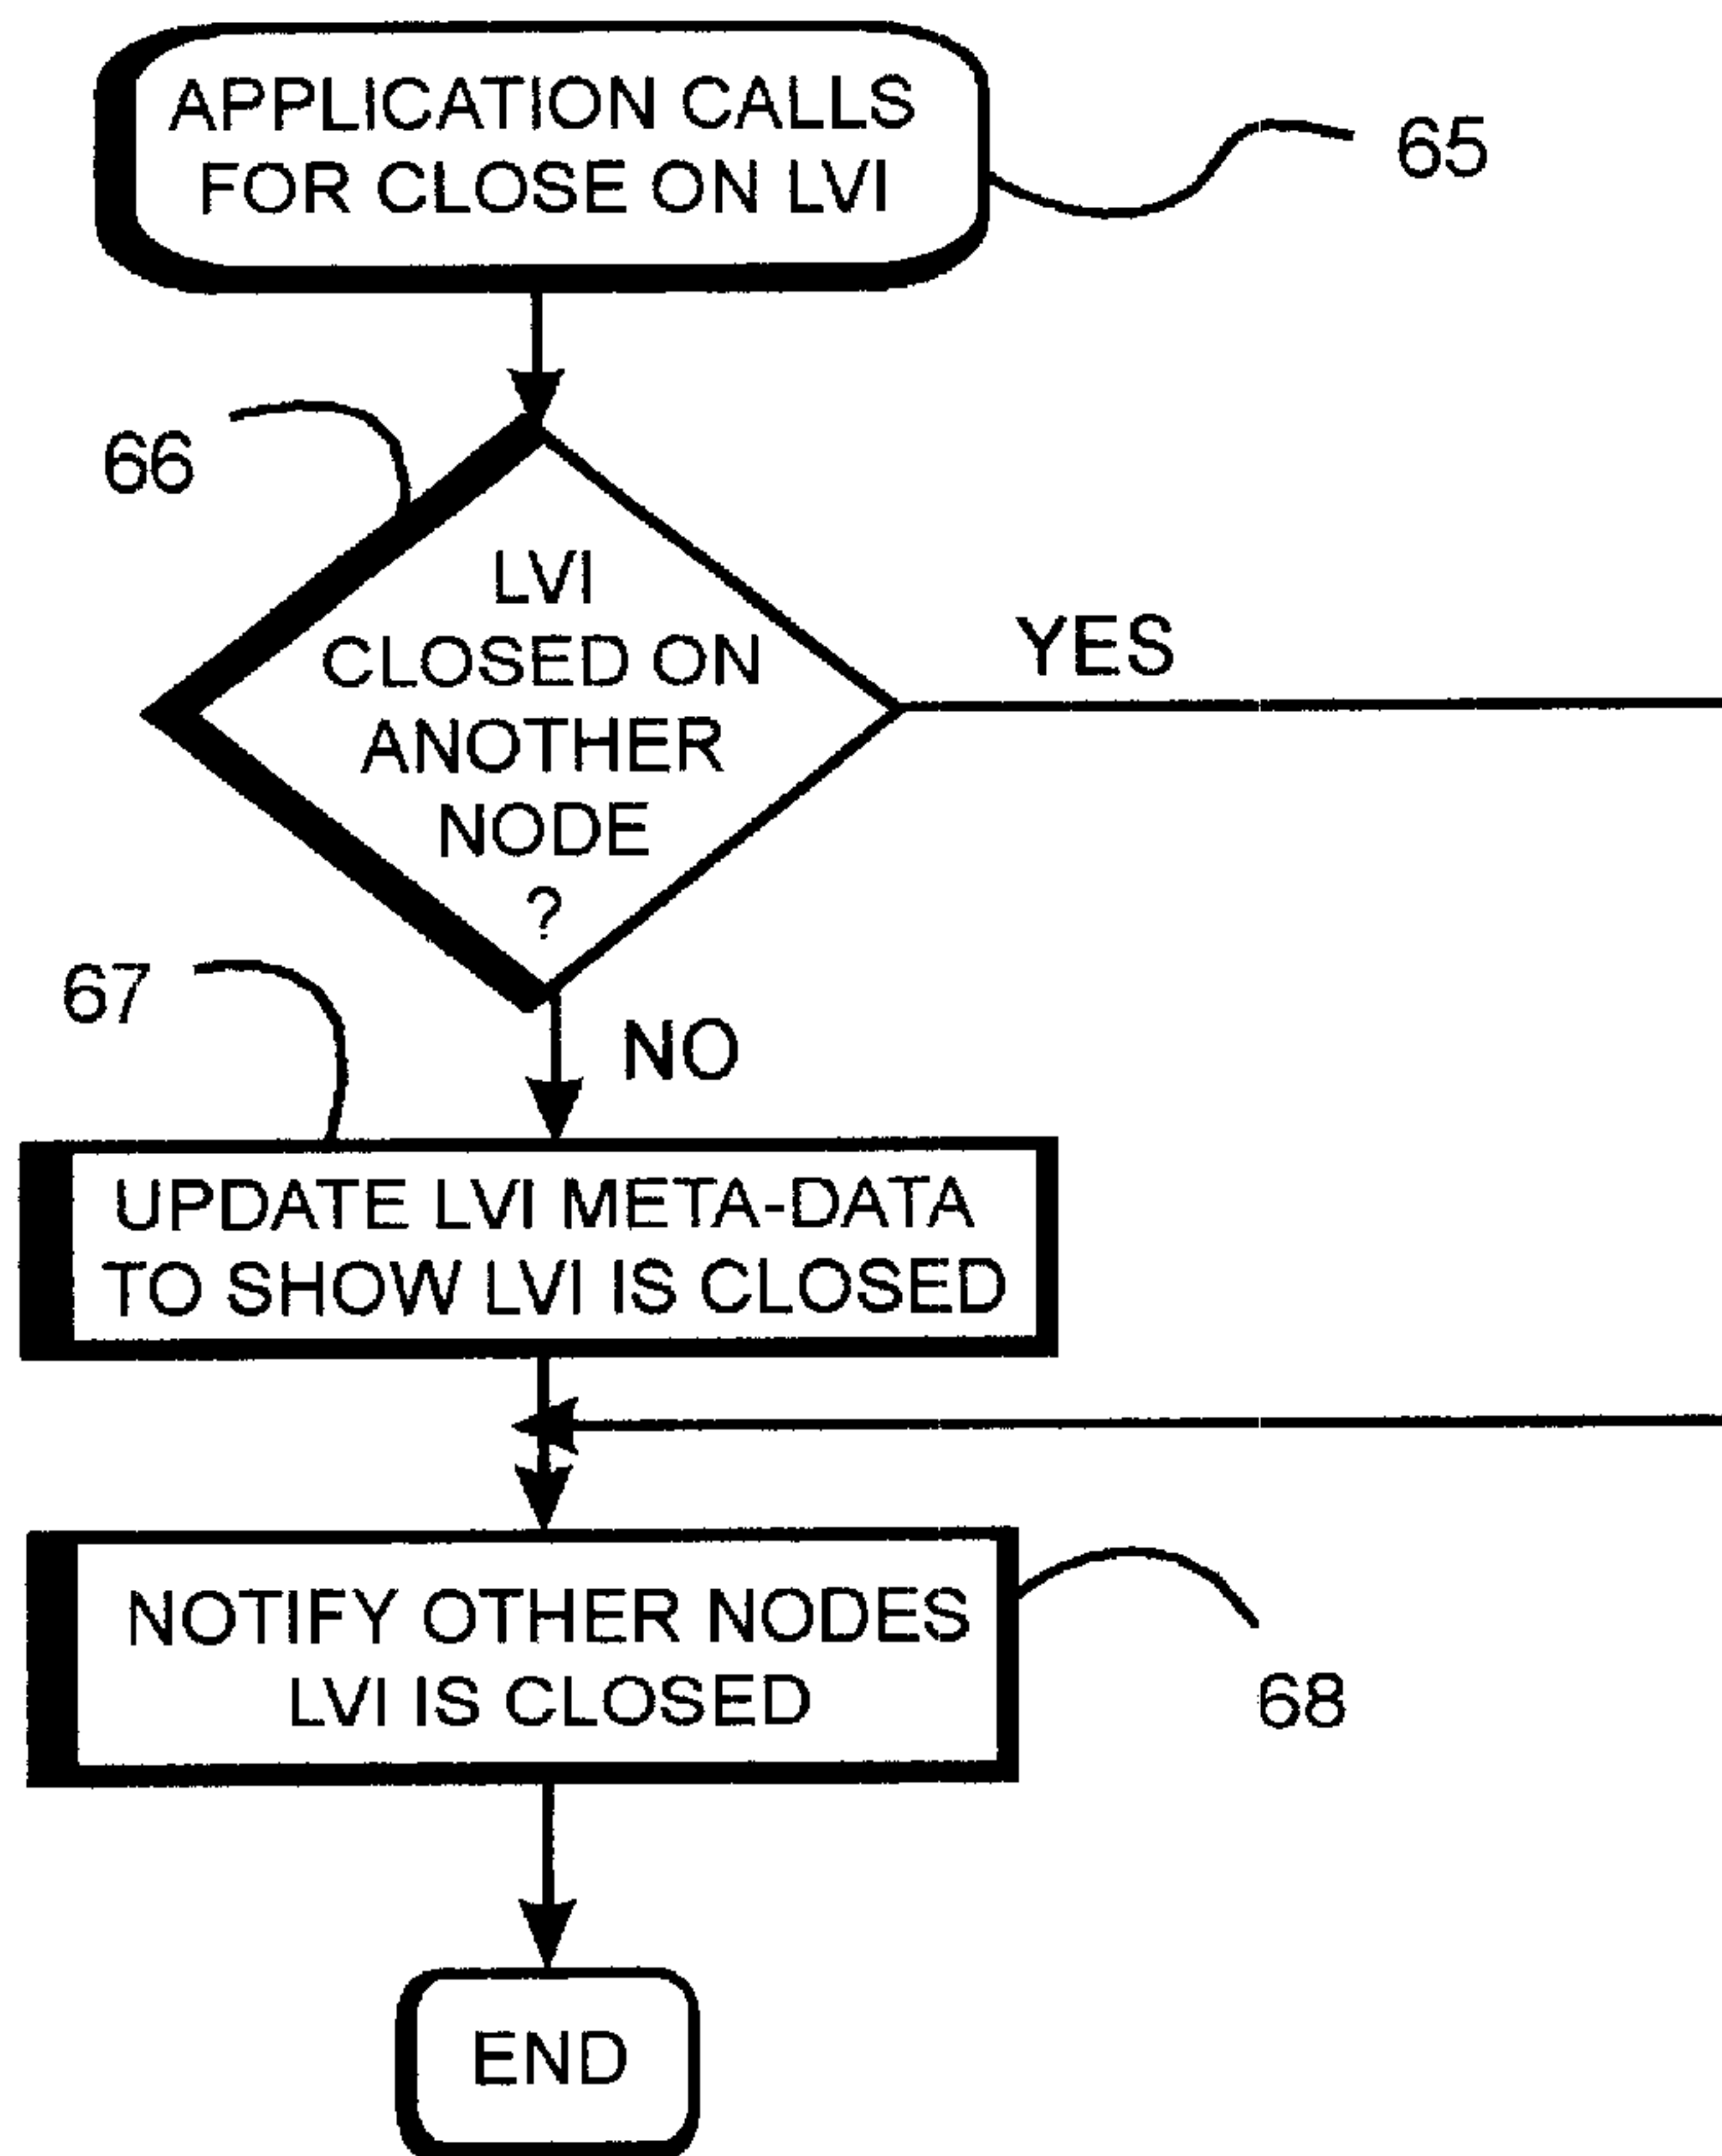 APPLICATION CALLS
FOR CLOSE ON LVI
65
66
LVI
CLOSED ON
ANOTHER
NODE
?
YES
67
NO
UPDATE LVI META-DATA
TO SHOW LVI IS CLOSED
NOTIFY OTHER NODES
LVI IS CLOSED
68
END